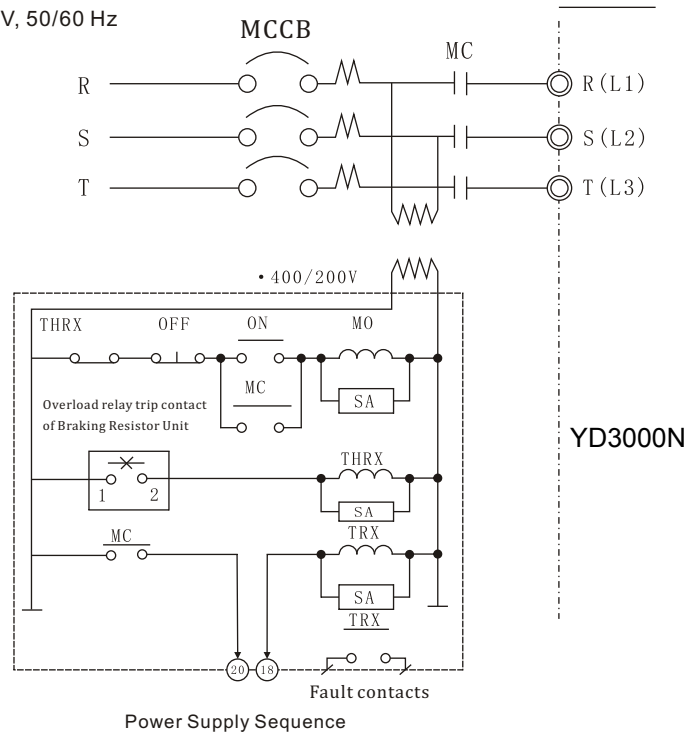 V, 50/60 Hz
MCCB
MC
R
R(L1)
S
S(L2)
T
T(L3)
• 400/200V
THRX
OFF
ON
MO
MC
SA
Overload relay trip contact
of Braking Resistor Unit
YD3000N
THRX
1
2
SA
MC
TRX
SA
TRX
20
18
Fault contacts
Power Supply Sequence